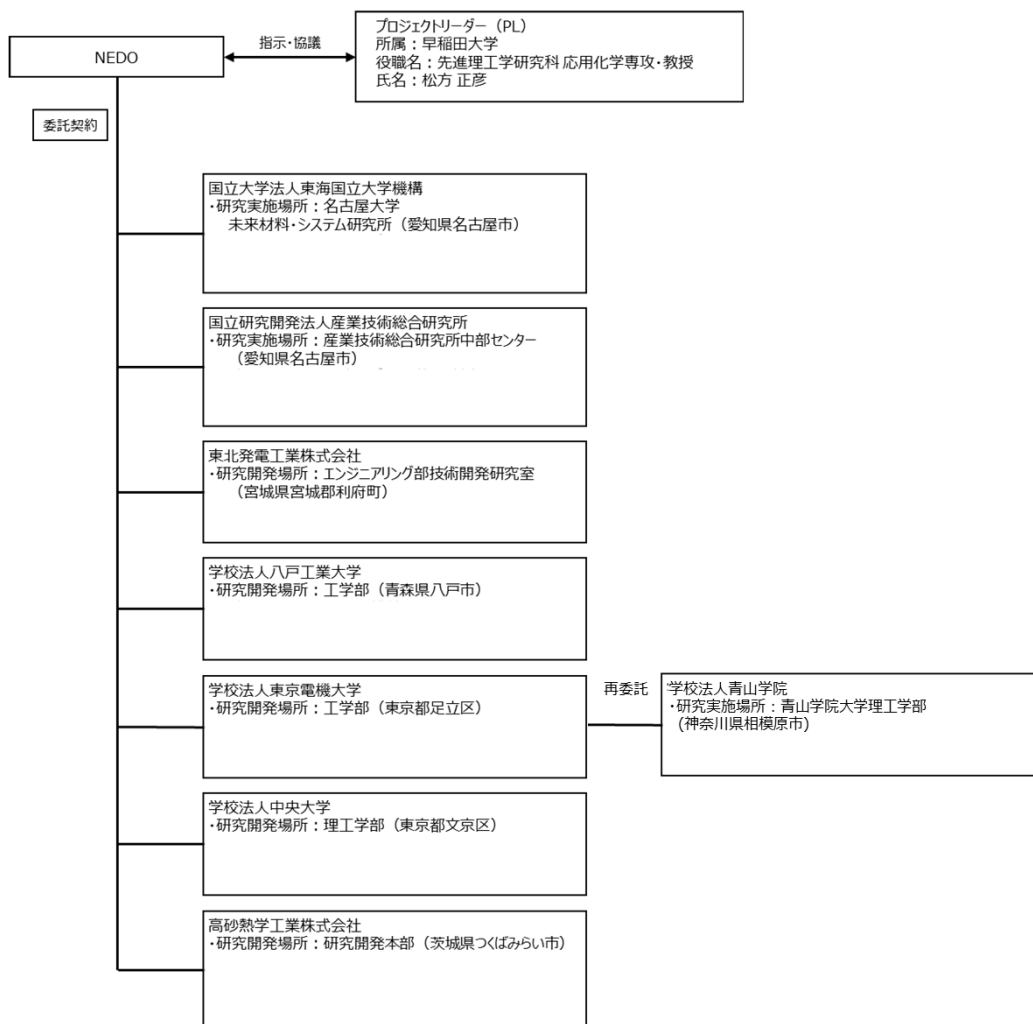 NEDO
指示・協議
プロジェクトリーダー（PL）
所属：早稲田大学
役職名：先進理工学研究科 応用化学専攻・教授
氏名：松方 正彦
委託契約
国立大学法人東海国立大学機構
・研究実施場所：名古屋大学
未来材料・システム研究所（愛知県名古屋市）
国立研究開発法人産業技術総合研究所
・研究実施場所：産業技術総合研究所中部センター
（愛知県名古屋市）
東北発電工業株式会社
・研究開発場所：エンジニアリング部技術開発研究室
（宮城県宮城郡利府町）
学校法人八戸工業大学
・研究開発場所：工学部（青森県八戸市）
学校法人東京電機大学
・研究開発場所：工学部（東京都足立区）
再委託
学校法人青山学院
・研究実施場所：青山学院大学理工学部
(神奈川県相模原市)
学校法人中央大学
・研究開発場所：理工学部（東京都文京区）
高砂熱学工業株式会社
・研究開発場所：研究開発本部（茨城県つくばみらい市）